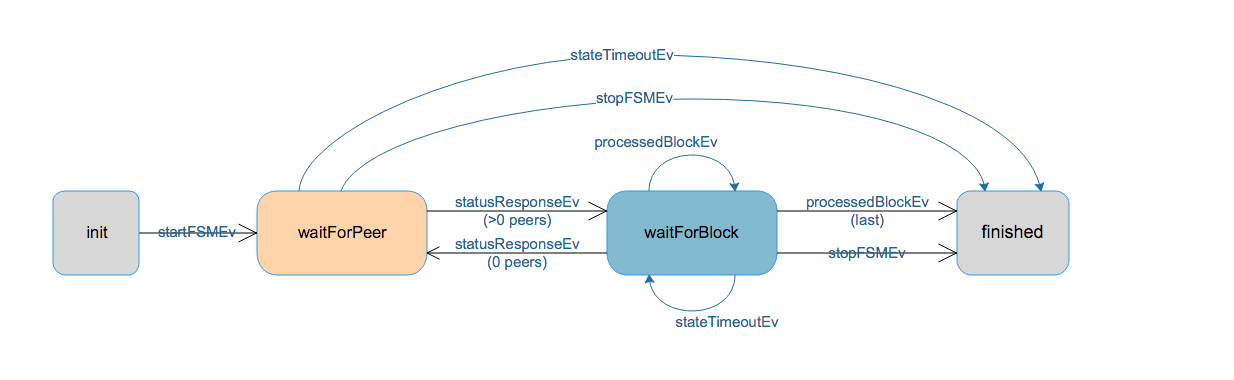 stateTimeoutEv
stopFSMEv
processedBlockEv
init
startFSMEv
waitForPeer
statusResponseEv
(>0 peers)
statusResponseEv
(0 peers)
waitForBlock
processedBlockEv
(last)
stopFSMEv
finished
stateTimeoutEv